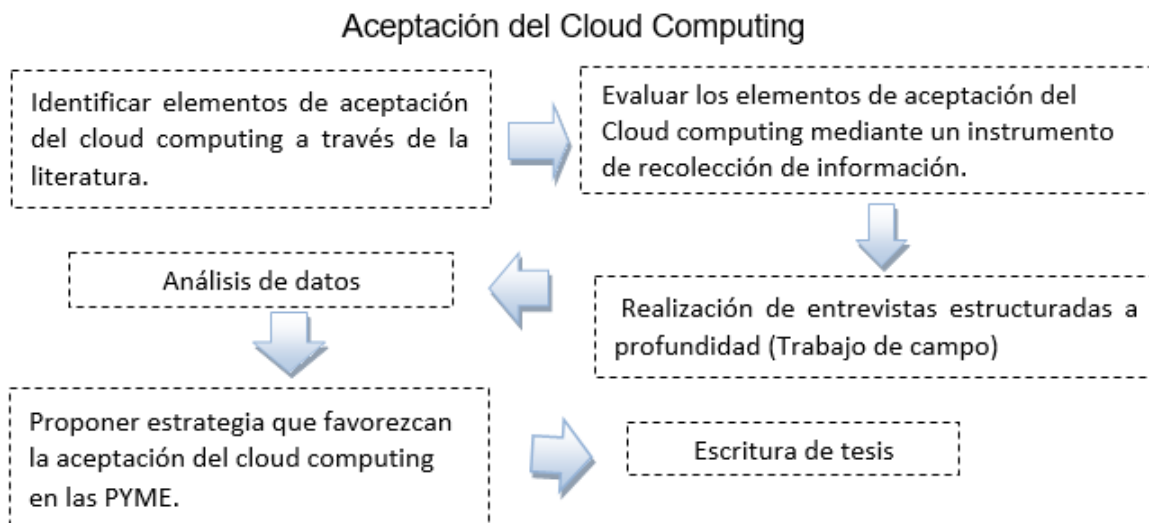 Aceptación del Cloud Computing
Identificar elementos de aceptación
del cloud computing a través de la
literatura.
Evaluar los elementos de aceptación del
Cloud computing mediante un instrumento
de recolección de información.
Realización de entrevistas estructuradas a
profundidad (Trabajo de campo)
Análisis de datos
Proponer estrategia que favorezcan
la aceptación del cloud computing
en las PYME.
Escritura de tesis